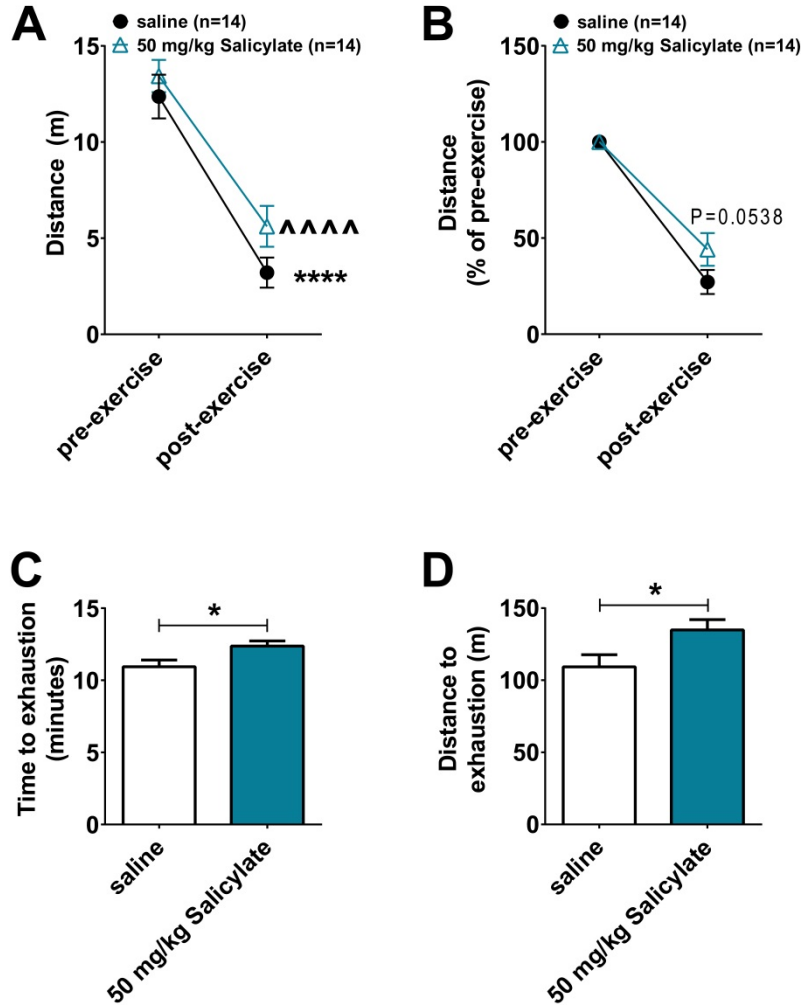 A
saline (n=14)
50 mg/kg Salicylate (n=14)
Distance (m)
15
10
5
0
^^^^
****
pre-exercise
post-exercise
B
saline (n=14)
50 mg/kg Salicylate (n=14)
Distance
(% of pre-exercise)
150
100
50
0
P=0.0538
pre-exercise
post-exercise
C
Time to exhaustion
(minutes)
15
10
5
0
*
saline
50 mg/kg Salicylate
D
Distance to
exhaustion (m)
150
100
50
0
*
saline
50 mg/kg Salicylate